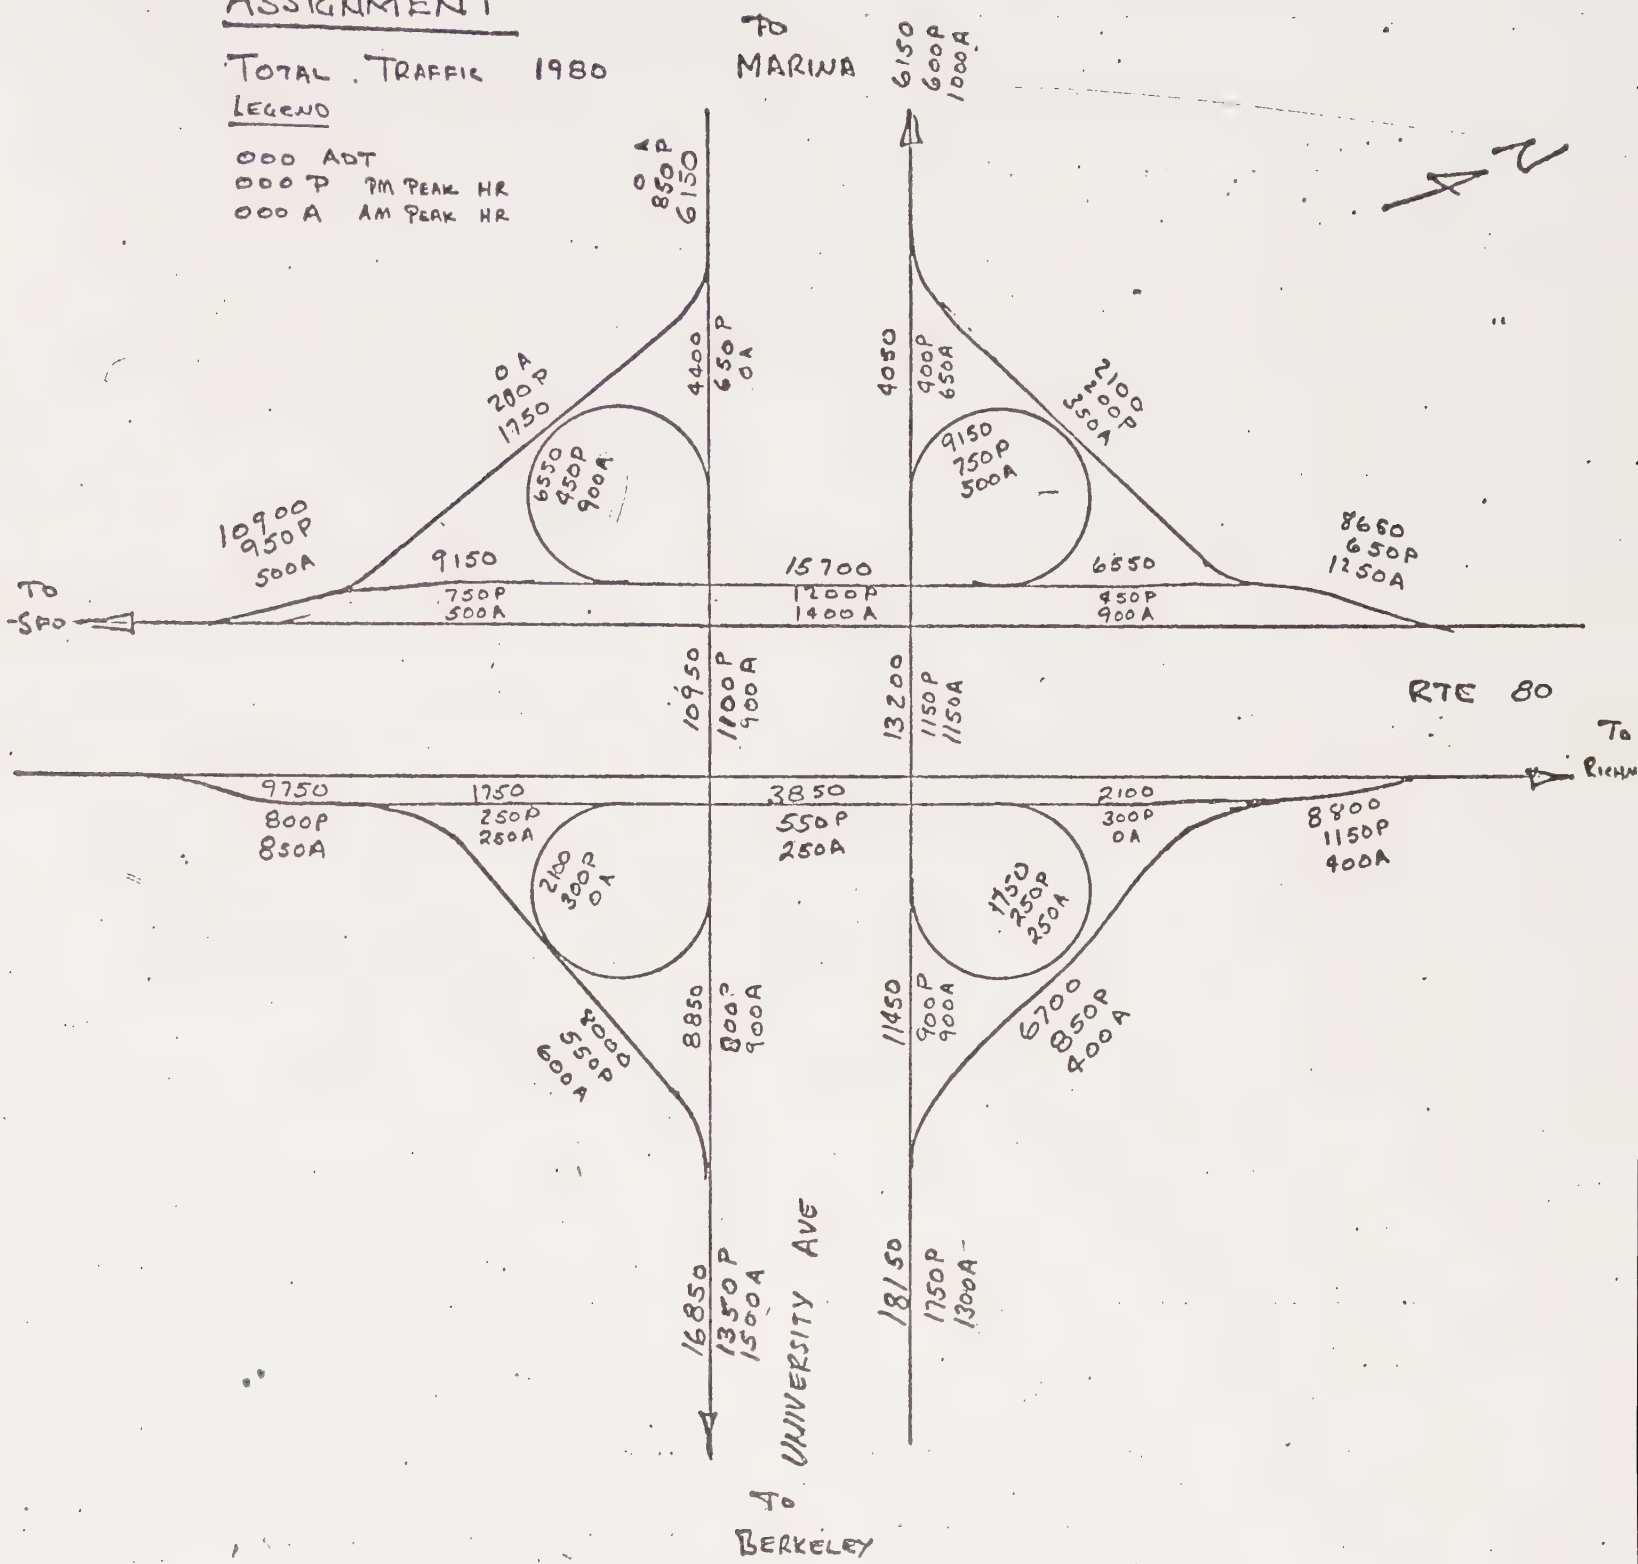 ASSIGNMENT
TOTAL TRAFFIC 1980
LEGEND
000 ADT
000 P PM PEAK HR
000 A AM PEAK HR
TO
MARINA
6150
600P
1000A
N
0 A
850 P
6150
4400
650 P
0 A
4050
400P
650A
0 A
200P
1750
2100
200P
350A
6550
450P
900A
9150
750P
500A
10900
950P
500A
9150
750P
500A
15700
1200P
1400A
6550
450P
900A
8650
650P
1250A
TO
SFO
10950
1100P
900A
13200
1150P
1150A
RTE 80
TO
RICHM
9750
800P
850A
1750
250P
250A
3850
550P
250A
2100
300P
0A
8800
1150P
400A
2100
300P
0A
1750
250P
250A
8850
800P
900A
11450
900P
900A
8000
550P
600A
6700
850P
400A
16850
1350P
1500A
UNIVERSITY AVE
18150
1750P
1300A
To
BERKELEY